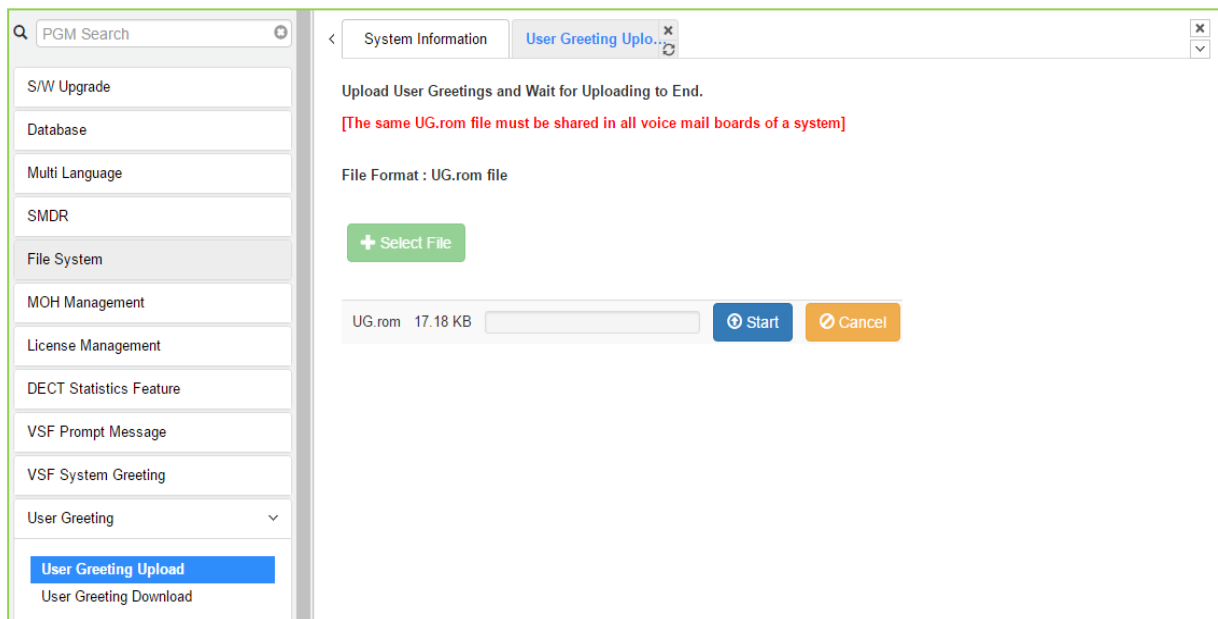 PGM Search
S/W Upgrade
Database
Multi Language
SMDR
File System
MOH Management
License Management
DECT Statistics Feature
VSF Prompt Message
VSF System Greeting
User Greeting
User Greeting Upload
User Greeting Download
System Information
User Greeting Uplo...
Upload User Greetings and Wait for Uploading to End.
[The same UG.rom file must be shared in all voice mail boards of a system]
File Format : UG.rom file
Select File
UG.rom 17.18 KB Start Cancel